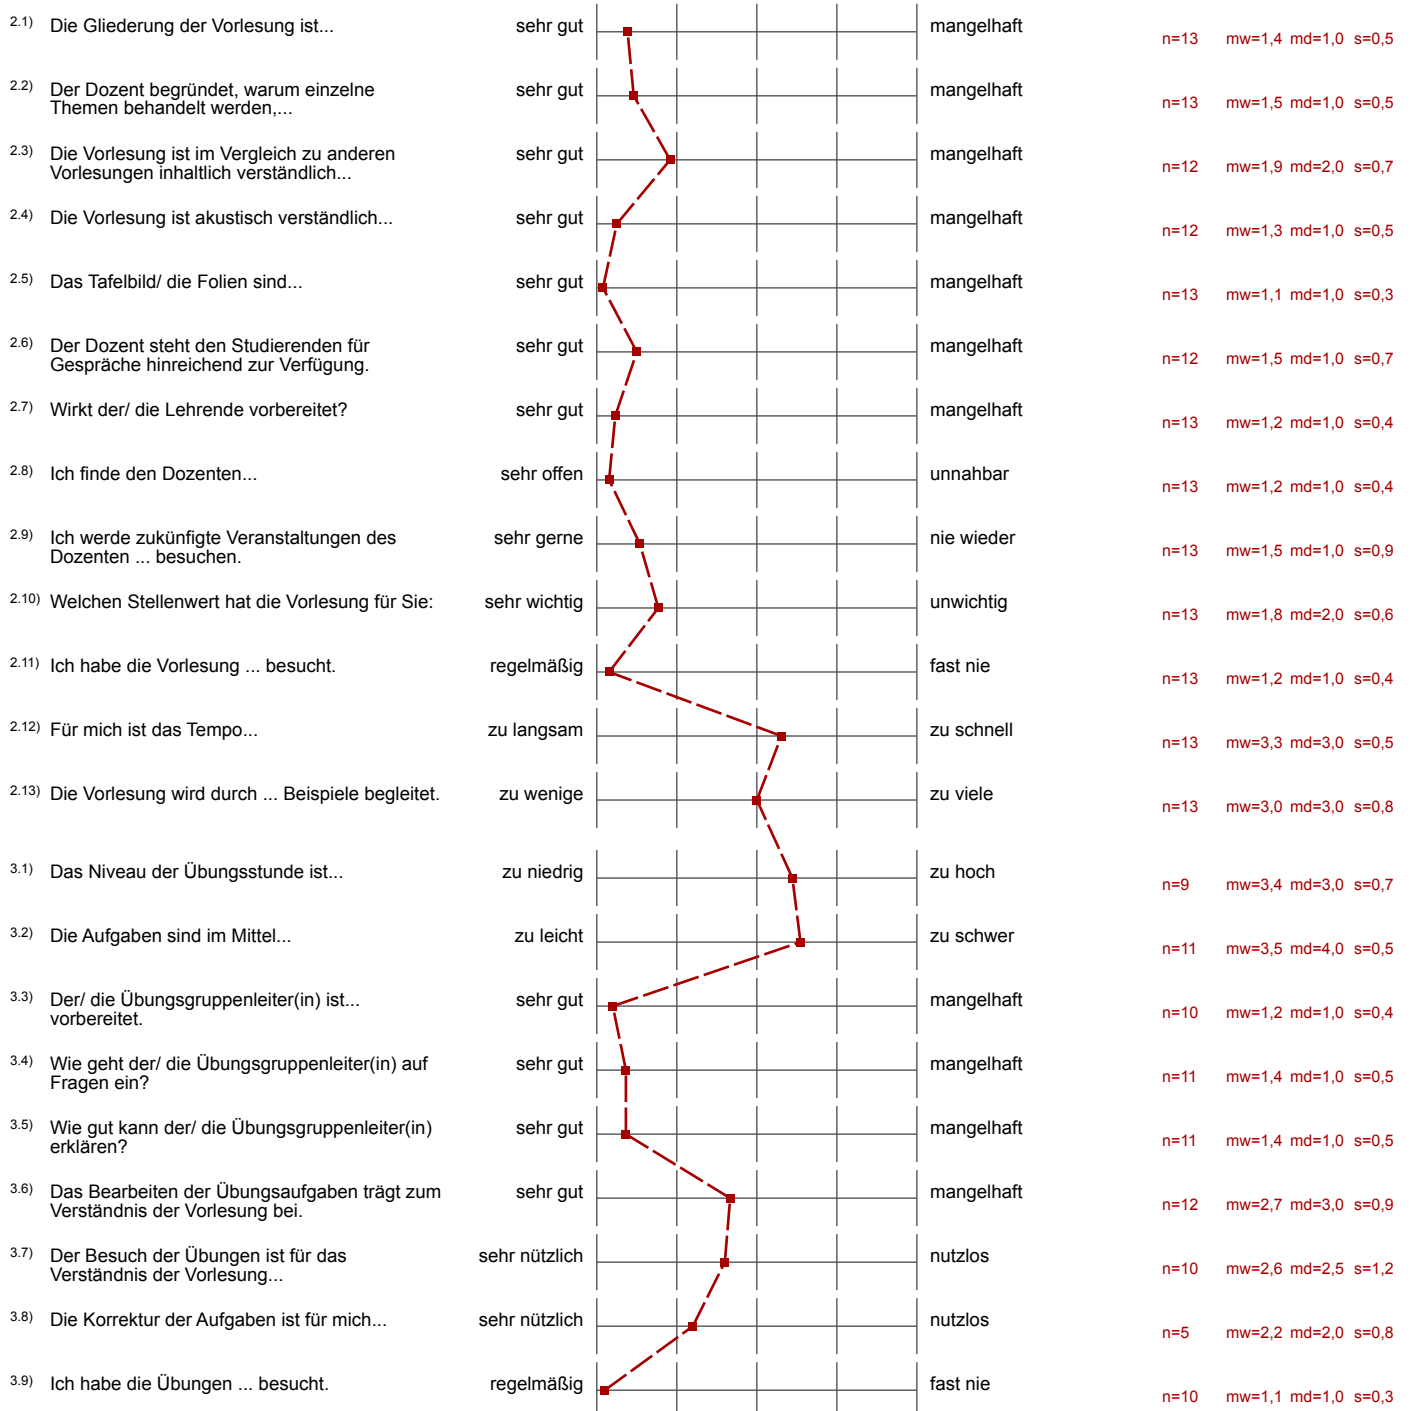 2.1) Die Gliederung der Vorlesung ist... sehr gut mangelhaft n=13 mw=1,4 md=1,0 s=0,5
2.2) Der Dozent begründet, warum einzelne
Themen behandelt werden,... sehr gut mangelhaft n=13 mw=1,5 md=1,0 s=0,5
2.3) Die Vorlesung ist im Vergleich zu anderen
Vorlesungen inhaltlich verständlich... sehr gut mangelhaft n=12 mw=1,9 md=2,0 s=0,7
2.4) Die Vorlesung ist akustisch verständlich... sehr gut mangelhaft n=12 mw=1,3 md=1,0 s=0,5
2.5) Das Tafelbild/ die Folien sind... sehr gut mangelhaft n=13 mw=1,1 md=1,0 s=0,3
2.6) Der Dozent steht den Studierenden für
Gespräche hinreichend zur Verfügung. sehr gut mangelhaft n=12 mw=1,5 md=1,0 s=0,7
2.7) Wirkt der/ die Lehrende vorbereitet? sehr gut mangelhaft n=13 mw=1,2 md=1,0 s=0,4
2.8) Ich finde den Dozenten... sehr offen unnahbar n=13 mw=1,2 md=1,0 s=0,4
2.9) Ich werde zukünfigte Veranstaltungen des
Dozenten ... besuchen. sehr gerne nie wieder n=13 mw=1,5 md=1,0 s=0,9
2.10) Welchen Stellenwert hat die Vorlesung für Sie: sehr wichtig unwichtig n=13 mw=1,8 md=2,0 s=0,6
2.11) Ich habe die Vorlesung ... besucht. regelmäßig fast nie n=13 mw=1,2 md=1,0 s=0,4
2.12) Für mich ist das Tempo... zu langsam zu schnell n=13 mw=3,3 md=3,0 s=0,5
2.13) Die Vorlesung wird durch ... Beispiele begleitet. zu wenige zu viele n=13 mw=3,0 md=3,0 s=0,8
3.1) Das Niveau der Übungsstunde ist... zu niedrig zu hoch n=9 mw=3,4 md=3,0 s=0,7
3.2) Die Aufgaben sind im Mittel... zu leicht zu schwer n=11 mw=3,5 md=4,0 s=0,5
3.3) Der/ die Übungsgruppenleiter(in) ist...
vorbereitet. sehr gut mangelhaft n=10 mw=1,2 md=1,0 s=0,4
3.4) Wie geht der/ die Übungsgruppenleiter(in) auf
Fragen ein? sehr gut mangelhaft n=11 mw=1,4 md=1,0 s=0,5
3.5) Wie gut kann der/ die Übungsgruppenleiter(in)
erklären? sehr gut mangelhaft n=11 mw=1,4 md=1,0 s=0,5
3.6) Das Bearbeiten der Übungsaufgaben trägt zum
Verständnis der Vorlesung bei. sehr gut mangelhaft n=12 mw=2,7 md=3,0 s=0,9
3.7) Der Besuch der Übungen ist für das
Verständnis der Vorlesung... sehr nützlich nutzlos n=10 mw=2,6 md=2,5 s=1,2
3.8) Die Korrektur der Aufgaben ist für mich... sehr nützlich nutzlos n=5 mw=2,2 md=2,0 s=0,8
3.9) Ich habe die Übungen ... besucht. regelmäßig fast nie n=10 mw=1,1 md=1,0 s=0,3